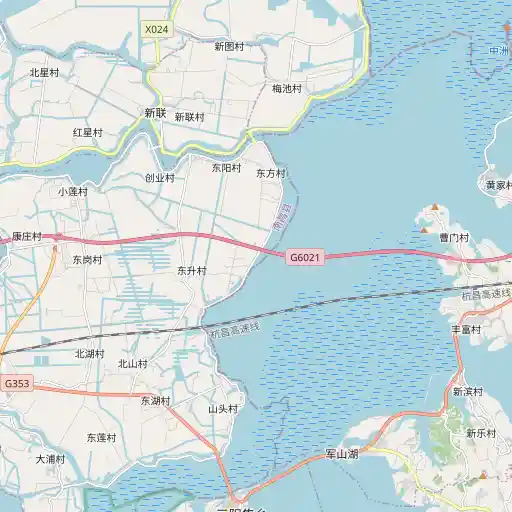 X024
新图村
中洲
北星村
梅池村
新联
新联村
红星村
东阳村
东方村
创业村
黄家村
小莲村
南昌县
康庄村
曹门村
G6021
东岗村
东升村
杭昌高速线
杭昌高速线
丰富村
北湖村
北山村
G353
新滨村
东湖村
山头村
新乐村
东莲村
军山湖
大浦村